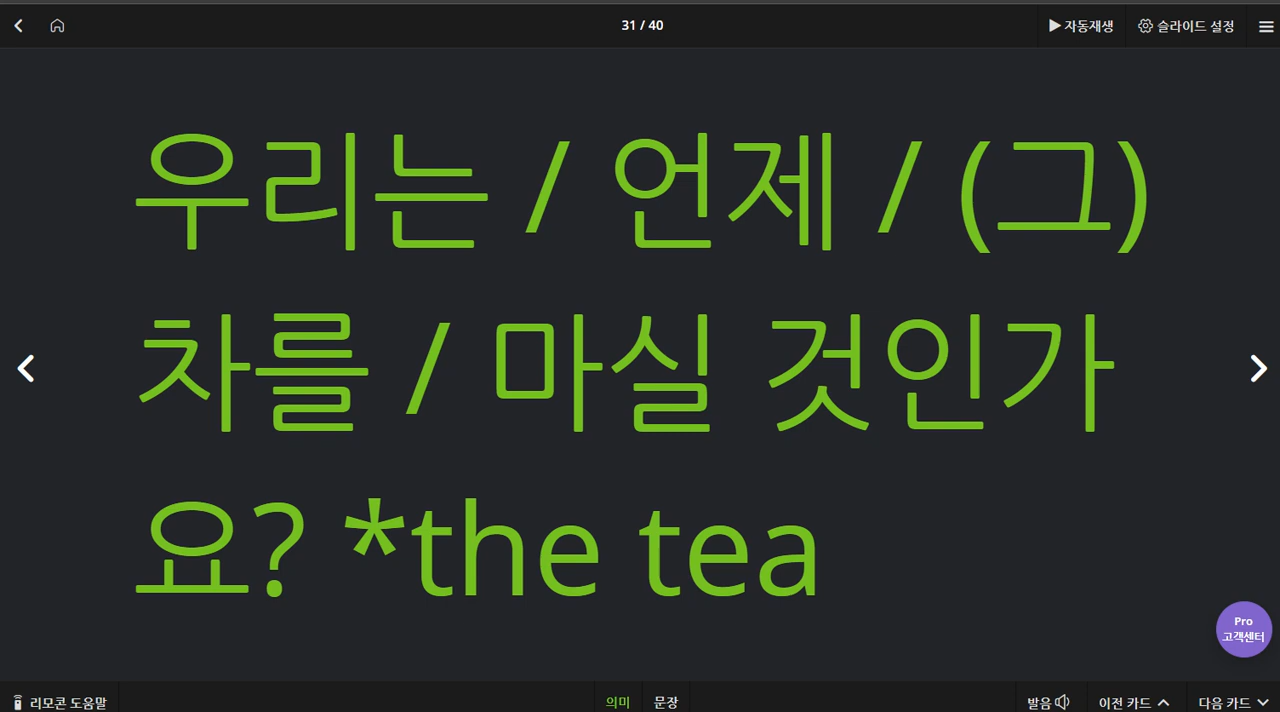 31 / 40
▶ 자동재생
슬라이드 설정
우리는 / 언제 / (그)
차를 / 마실 것인가
요? *the tea
Pro
고객센터
리모콘 도움말
의미
문장
발음
이전 카드
다음 카드